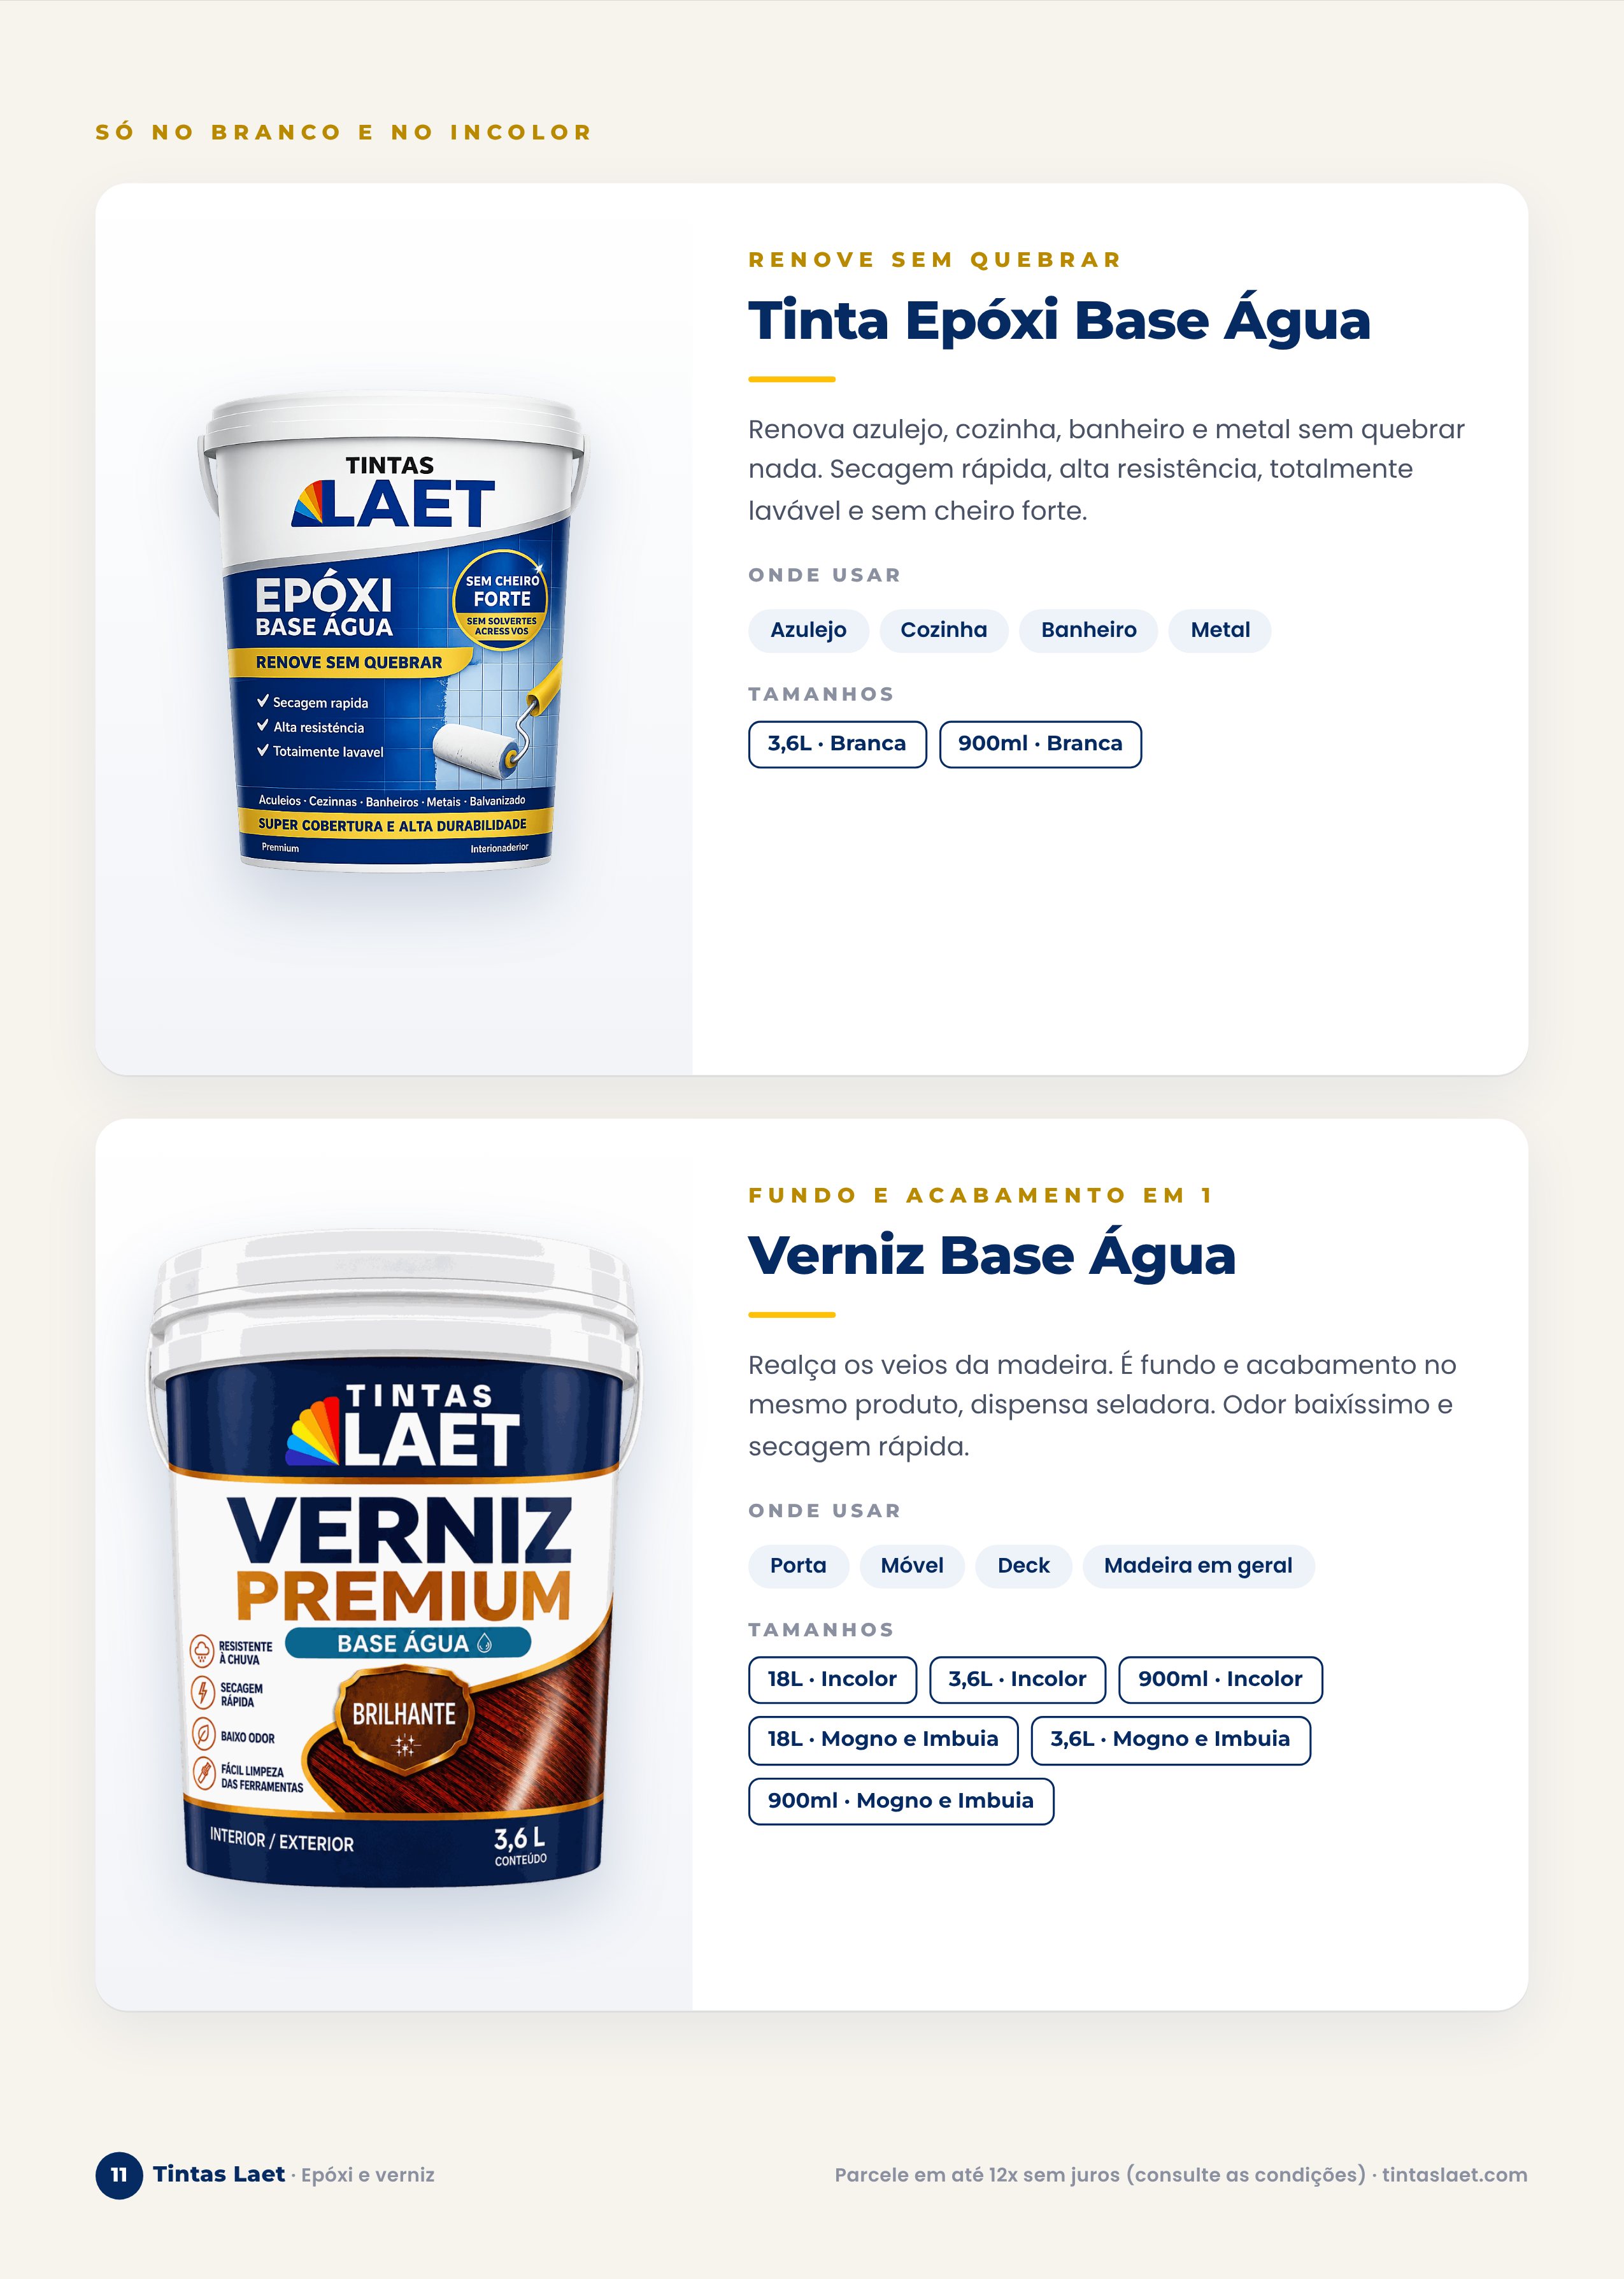 SÓ NO BRANCO E NO INCOLOR
TINTAS
LAET
EPÓXI
BASE ÁGUA
SEM CHEIRO
FORTE
SEM SOLVERTES
ACRESS VOS
RENOVE SEM QUEBRAR
Secagem rapida
Alta resisténcia
Totaimente lavavel
Aculeios · Cezinnas · Banheiros · Metais · Balvanizado
SUPER COBERTURA E ALTA DURABILIDADE
Premium
Interionaderior
RENOVE SEM QUEBRAR
Tinta Epóxi Base Água
Renova azulejo, cozinha, banheiro e metal sem quebrar
nada. Secagem rápida, alta resistência, totalmente
lavável e sem cheiro forte.
ONDE USAR
Azulejo Cozinha Banheiro Metal
TAMANHOS
3,6L · Branca 900ml · Branca
TINTAS
LAET
VERNIZ
PREMIUM
BASE ÁGUA
RESISTENTE
À CHUVA
SECAGEM
RÁPIDA
BAIXO ODOR
FÁCIL LIMPEZA
DAS FERRAMENTAS
BRILHANTE
INTERIOR / EXTERIOR
3,6 L
CONTEÚDO
FUNDO E ACABAMENTO EM 1
Verniz Base Água
Realça os veios da madeira. É fundo e acabamento no
mesmo produto, dispensa seladora. Odor baixíssimo e
secagem rápida.
ONDE USAR
Porta Móvel Deck Madeira em geral
TAMANHOS
18L · Incolor 3,6L · Incolor 900ml · Incolor
18L · Mogno e Imbuia 3,6L · Mogno e Imbuia
900ml · Mogno e Imbuia
11 Tintas Laet · Epóxi e verniz
Parcele em até 12x sem juros (consulte as condições) · tintaslaet.com